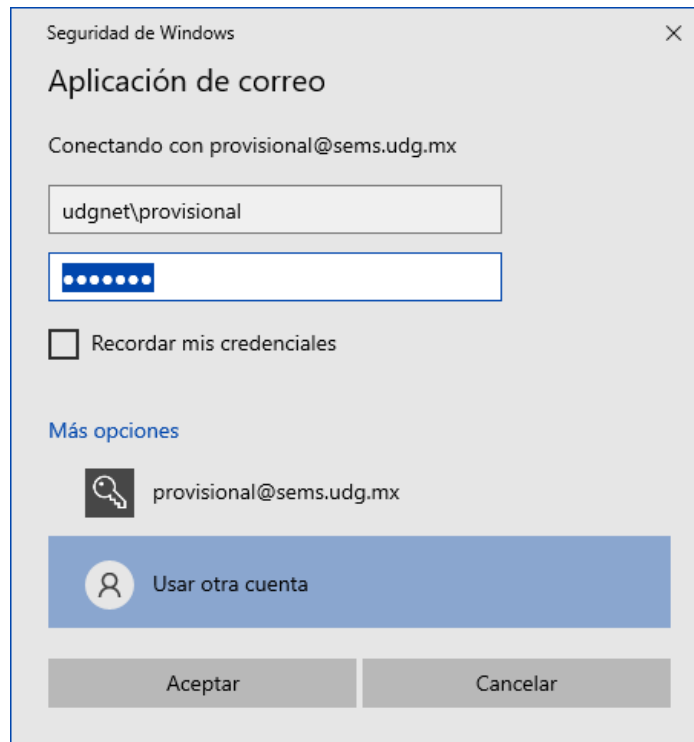 Seguridad de Windows
Aplicación de correo
Conectando con provisional@sems.udg.mx
udgnet\provisional
•••••••
Recordar mis credenciales
Más opciones
provisional@sems.udg.mx
Usar otra cuenta
Aceptar
Cancelar